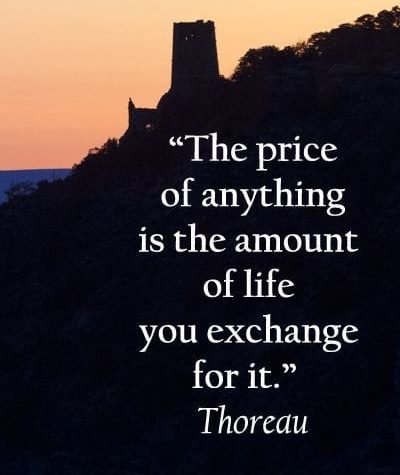 “The price
of anything
is the amount
of life
you exchange
for it.”
Thoreau